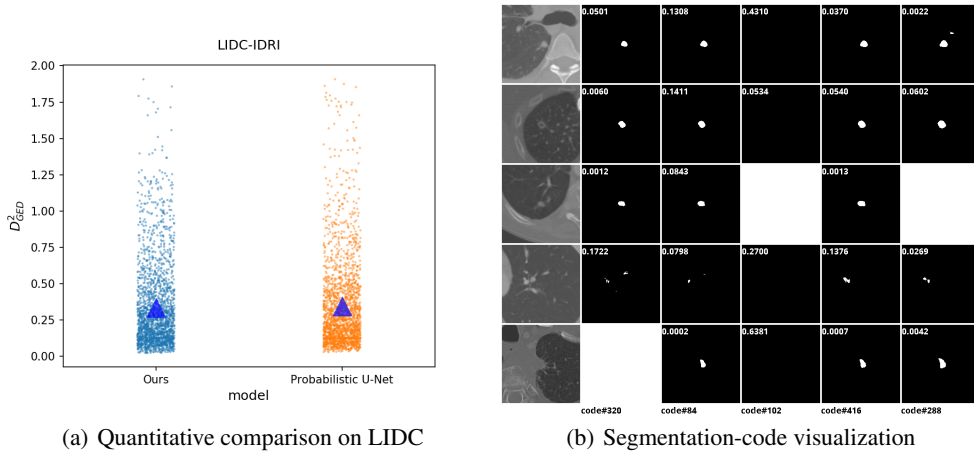 LIDC-IDRI
2.00
1.75
1.50
1.25
1.00
0.75
0.50
0.25
0.00
D²GED
Ours
Probabilistic U-Net
model
(a) Quantitative comparison on LIDC
0.0501 0.1308 0.4310 0.0370 0.0022
0.0060 0.1411 0.0534 0.0540 0.0602
0.0012 0.0843 0.0013
0.1722 0.0798 0.2700 0.1376 0.0269
0.0002 0.6381 0.0007 0.0042
code#320 code#84 code#102 code#416 code#288
(b) Segmentation-code visualization